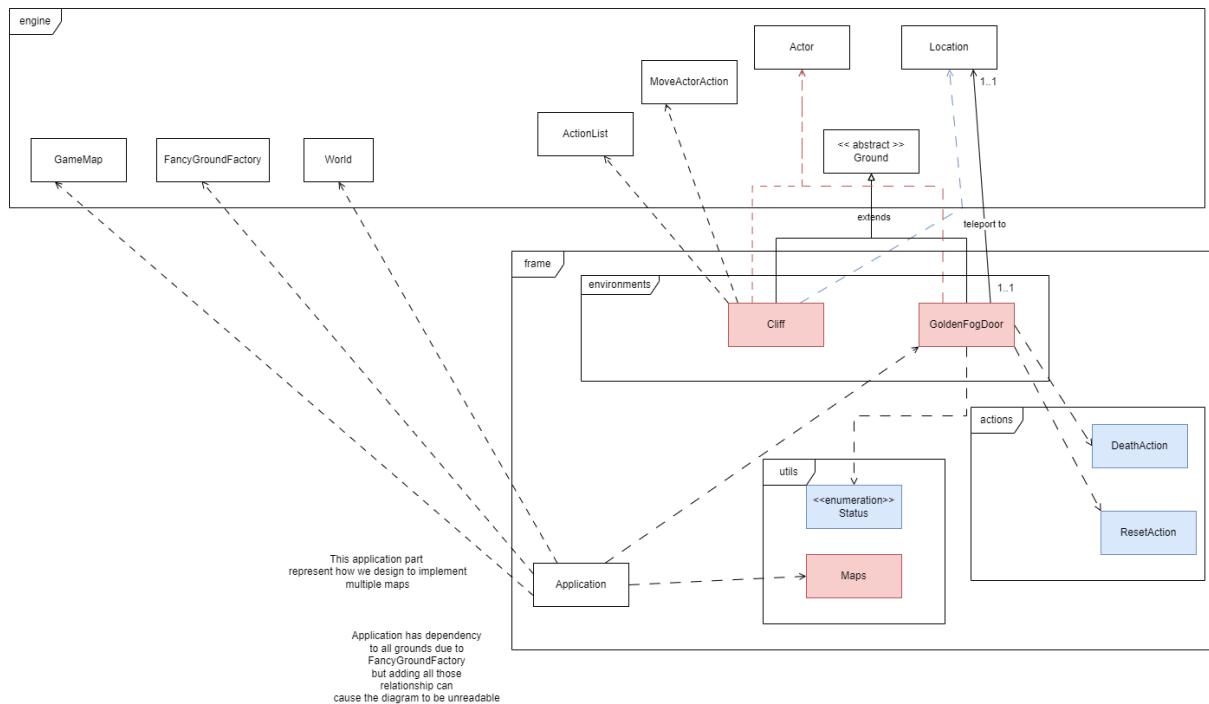 engine
Actor
Location
1..1
MoveActorAction
ActionList
<< abstract >>
Ground
GameMap
FancyGroundFactory
World
extends
teleport to
frame
environments
1..1
Cliff
GoldenFogDoor
actions
DeathAction
utils
<<enumeration>>
Status
ResetAction
This application part
represent how we design to implement
multiple maps
Application
Maps
Application has dependency
to all grounds due to
FancyGroundFactory
but adding all those
relationship can
cause the diagram to be unreadable